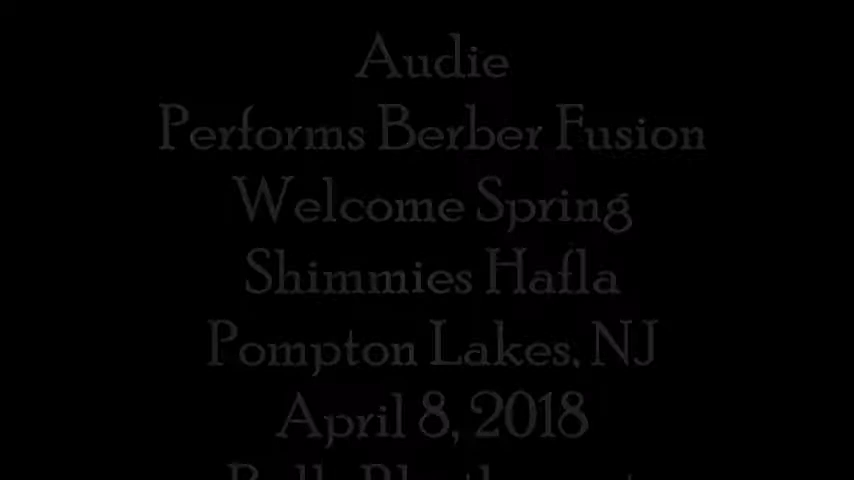 Audie
Performs Berber Fusion
Welcome Spring
Shimmies Hafla
Pompton Lakes, NJ
April 8, 2018